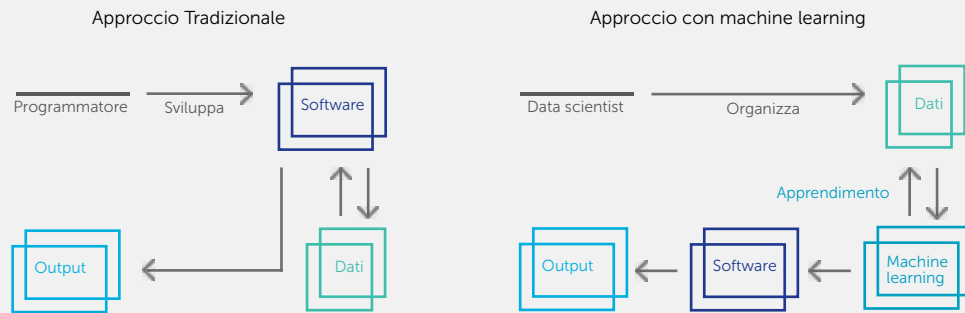 Approccio Tradizionale
Programmatore
Sviluppa
Software
Output
Dati
Approccio con machine learning
Data scientist
Organizza
Dati
Apprendimento
Output
Software
Machine
learning